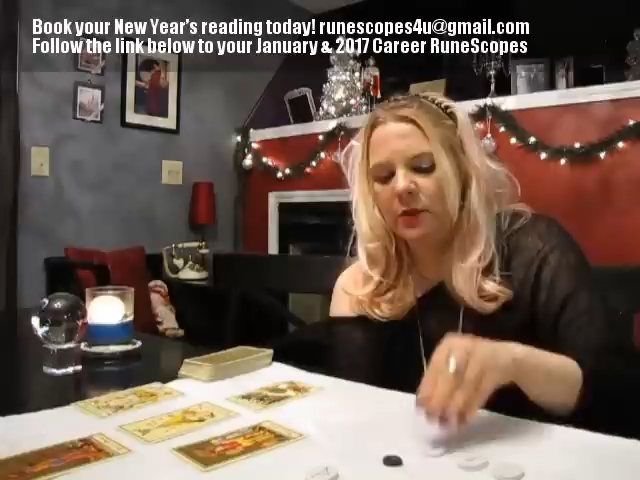 Book your New Year's reading today! runescopes4u@gmail.com
Follow the link below to your January & 2017 Career RuneScopes